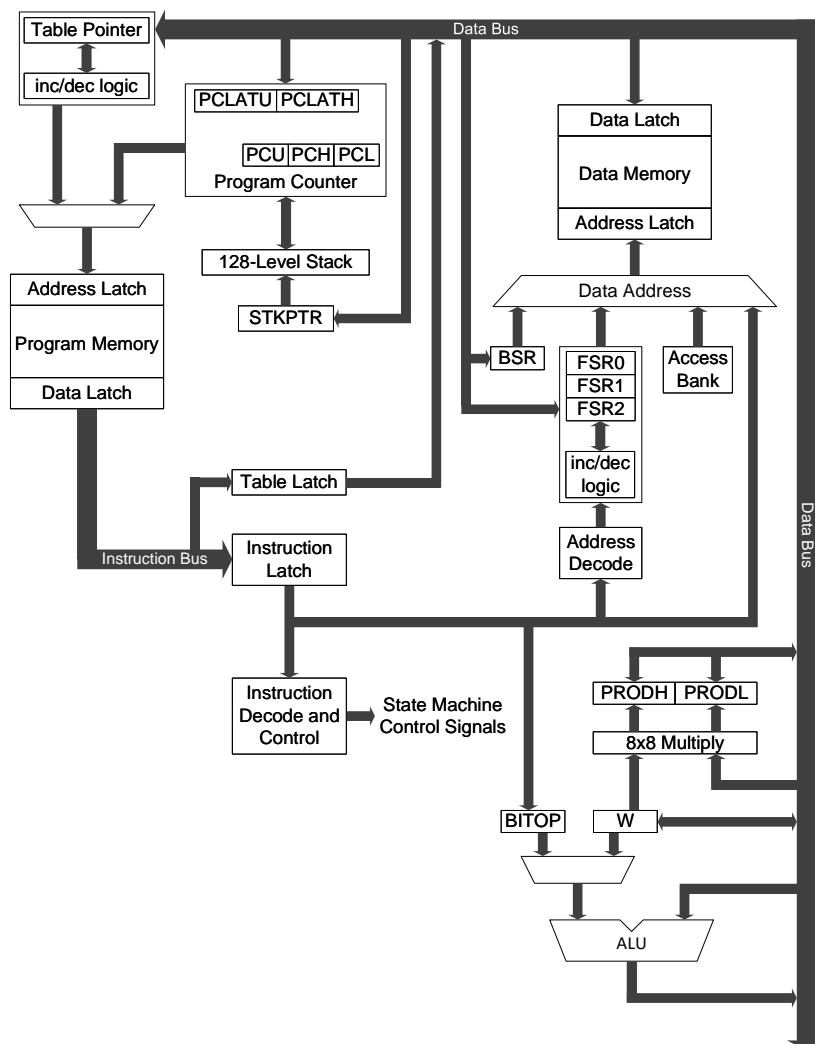 Data Bus
Table Pointer
inc/dec logic
PCLATU PCLATH
PCU PCH PCL
Program Counter
128-Level Stack
STKPTR
Address Latch
Program Memory
Data Latch
Data Latch
Data Memory
Address Latch
Data Address
BSR
FSR0
FSR1
FSR2
inc/dec
logic
Access
Bank
Table Latch
Instruction Bus
Instruction
Latch
Address
Decode
Data Bus
Instruction
Decode and
Control
State Machine
Control Signals
PRODH PRODL
8x8 Multiply
BITOP
W
ALU